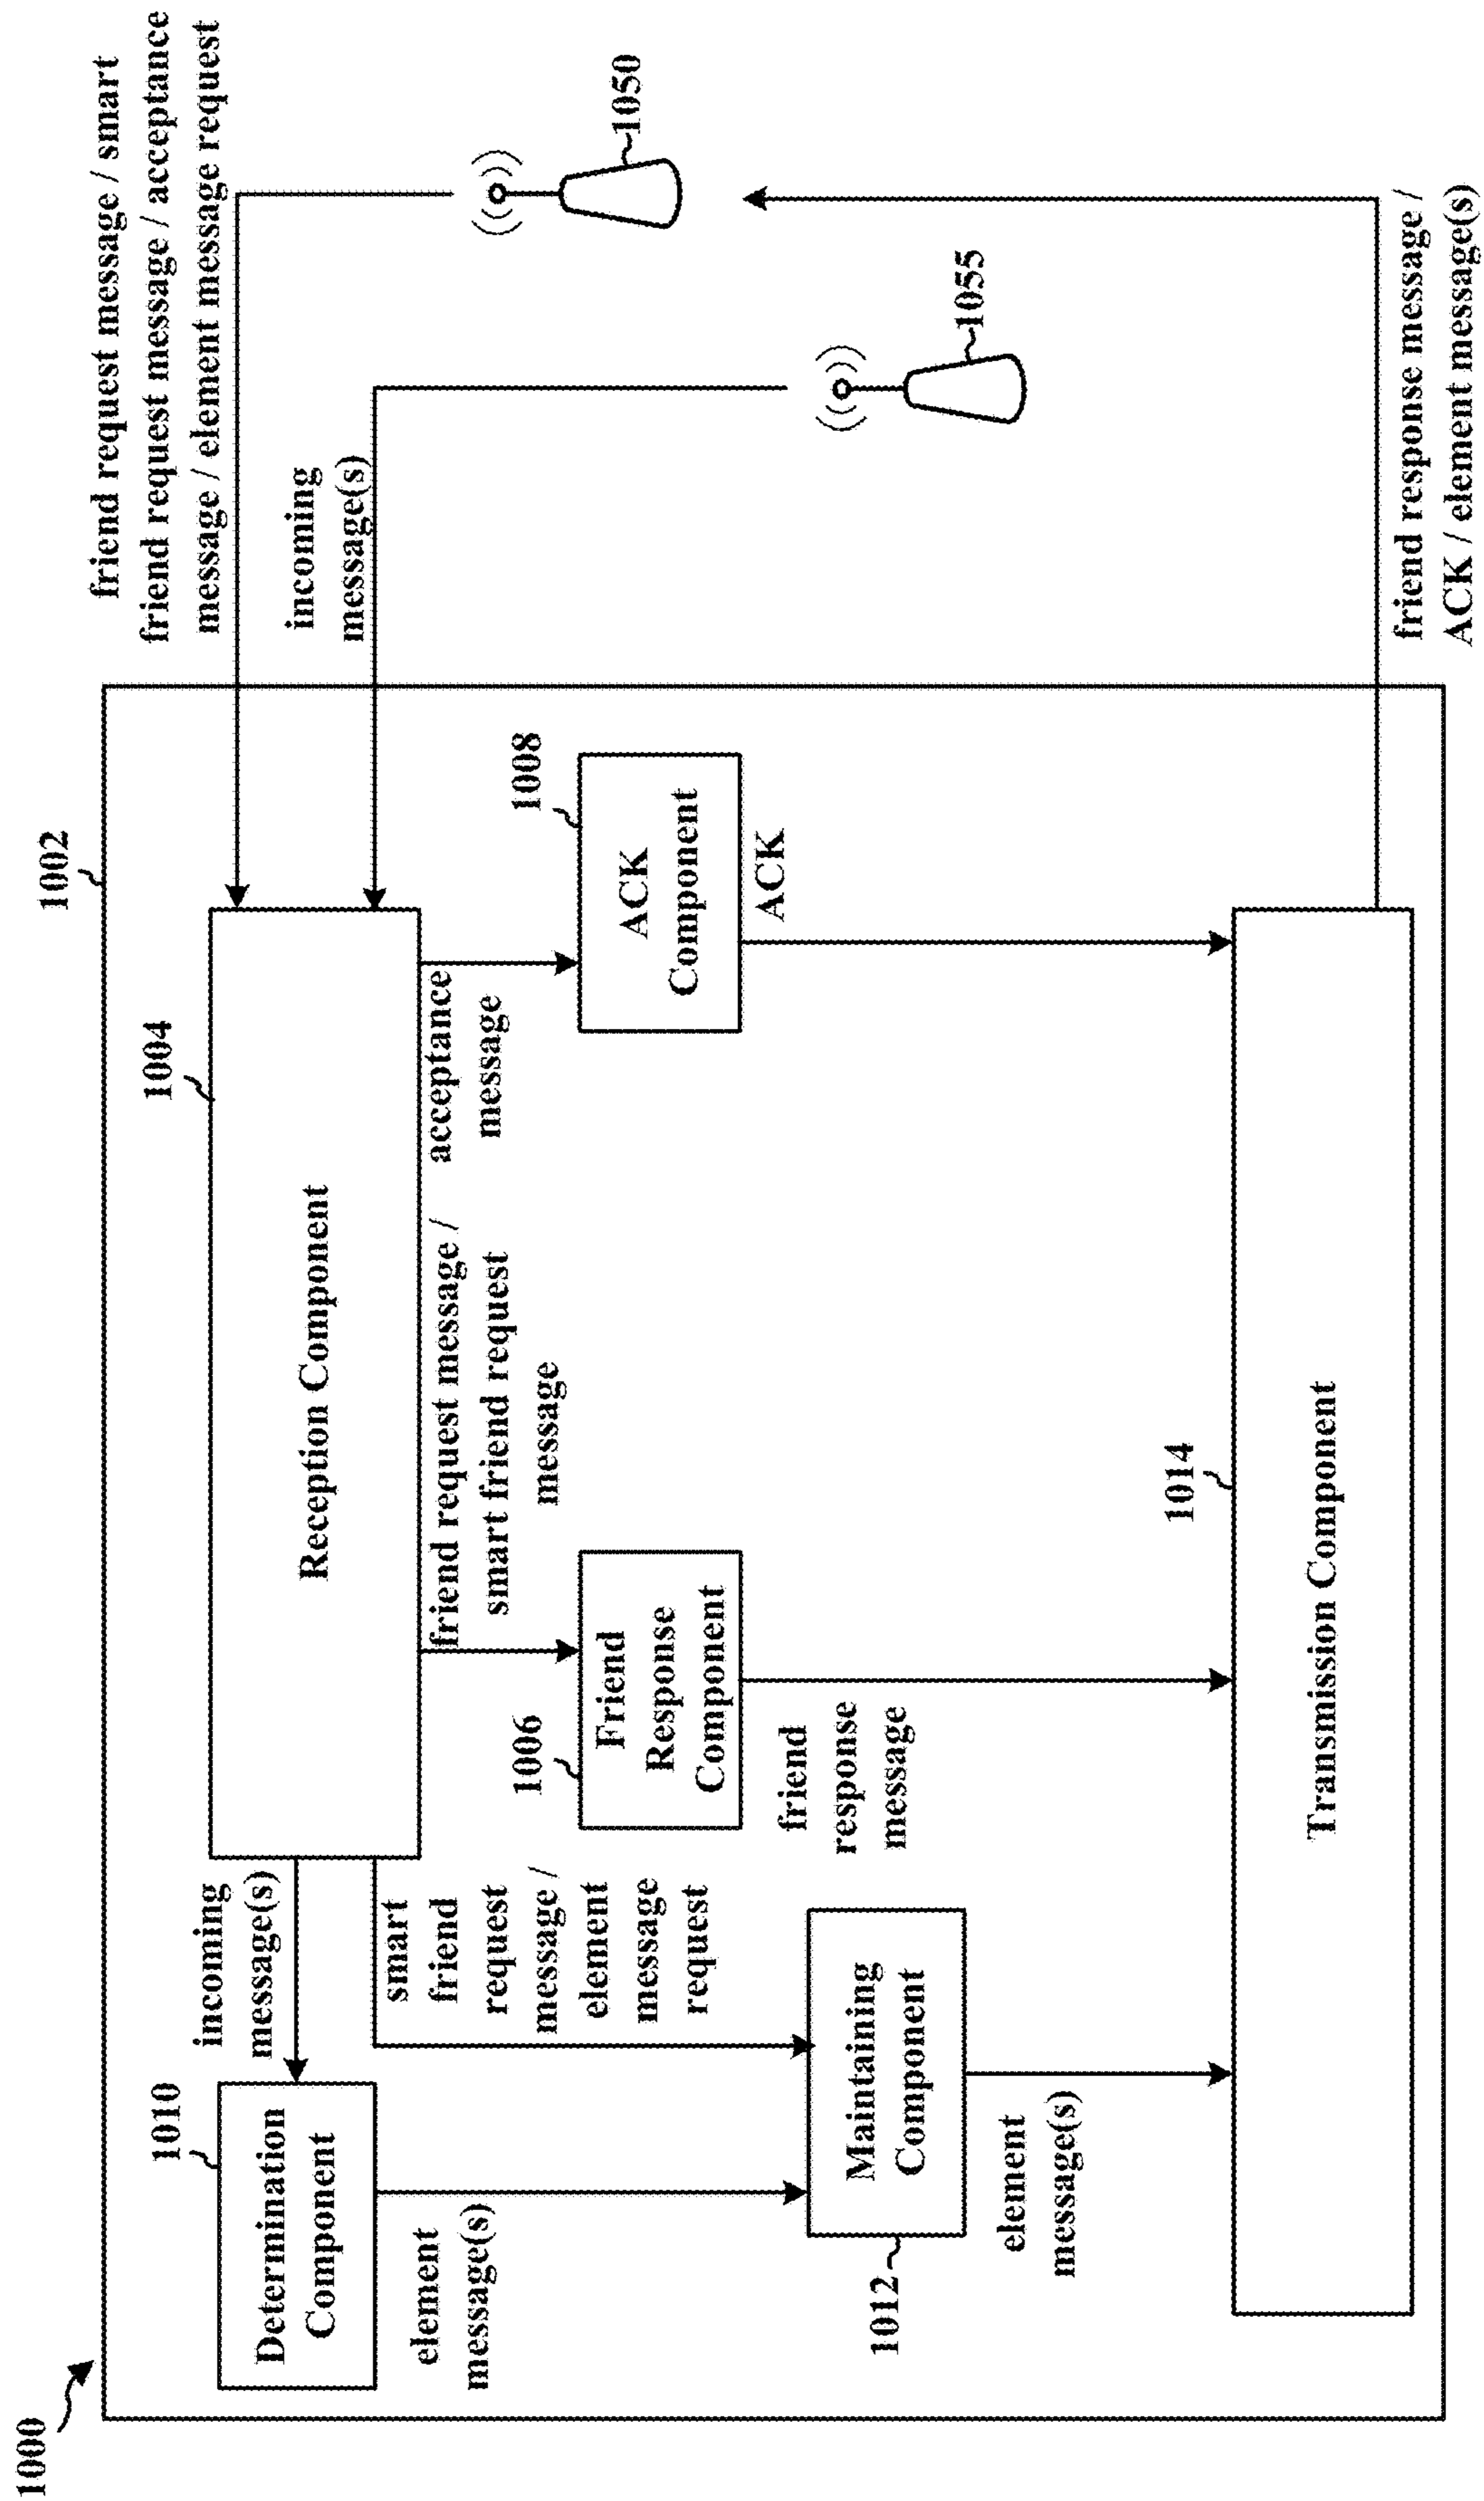 1000
1002
friend request message / smart
friend request message / acceptance
message / element message request
incoming
message(s)
1050
1055
friend response message /
ACK / element message(s)
1004
Reception Component
1010
Determination
Component
incoming
message(s)
smart
friend
request
message /
element
message
request
friend request message /
smart friend request
message
acceptance
message
1008
ACK
Component
ACK
1006
Friend
Response
Component
friend
response
message
element
message(s)
1012
Maintaining
Component
element
message(s)
1014
Transmission Component